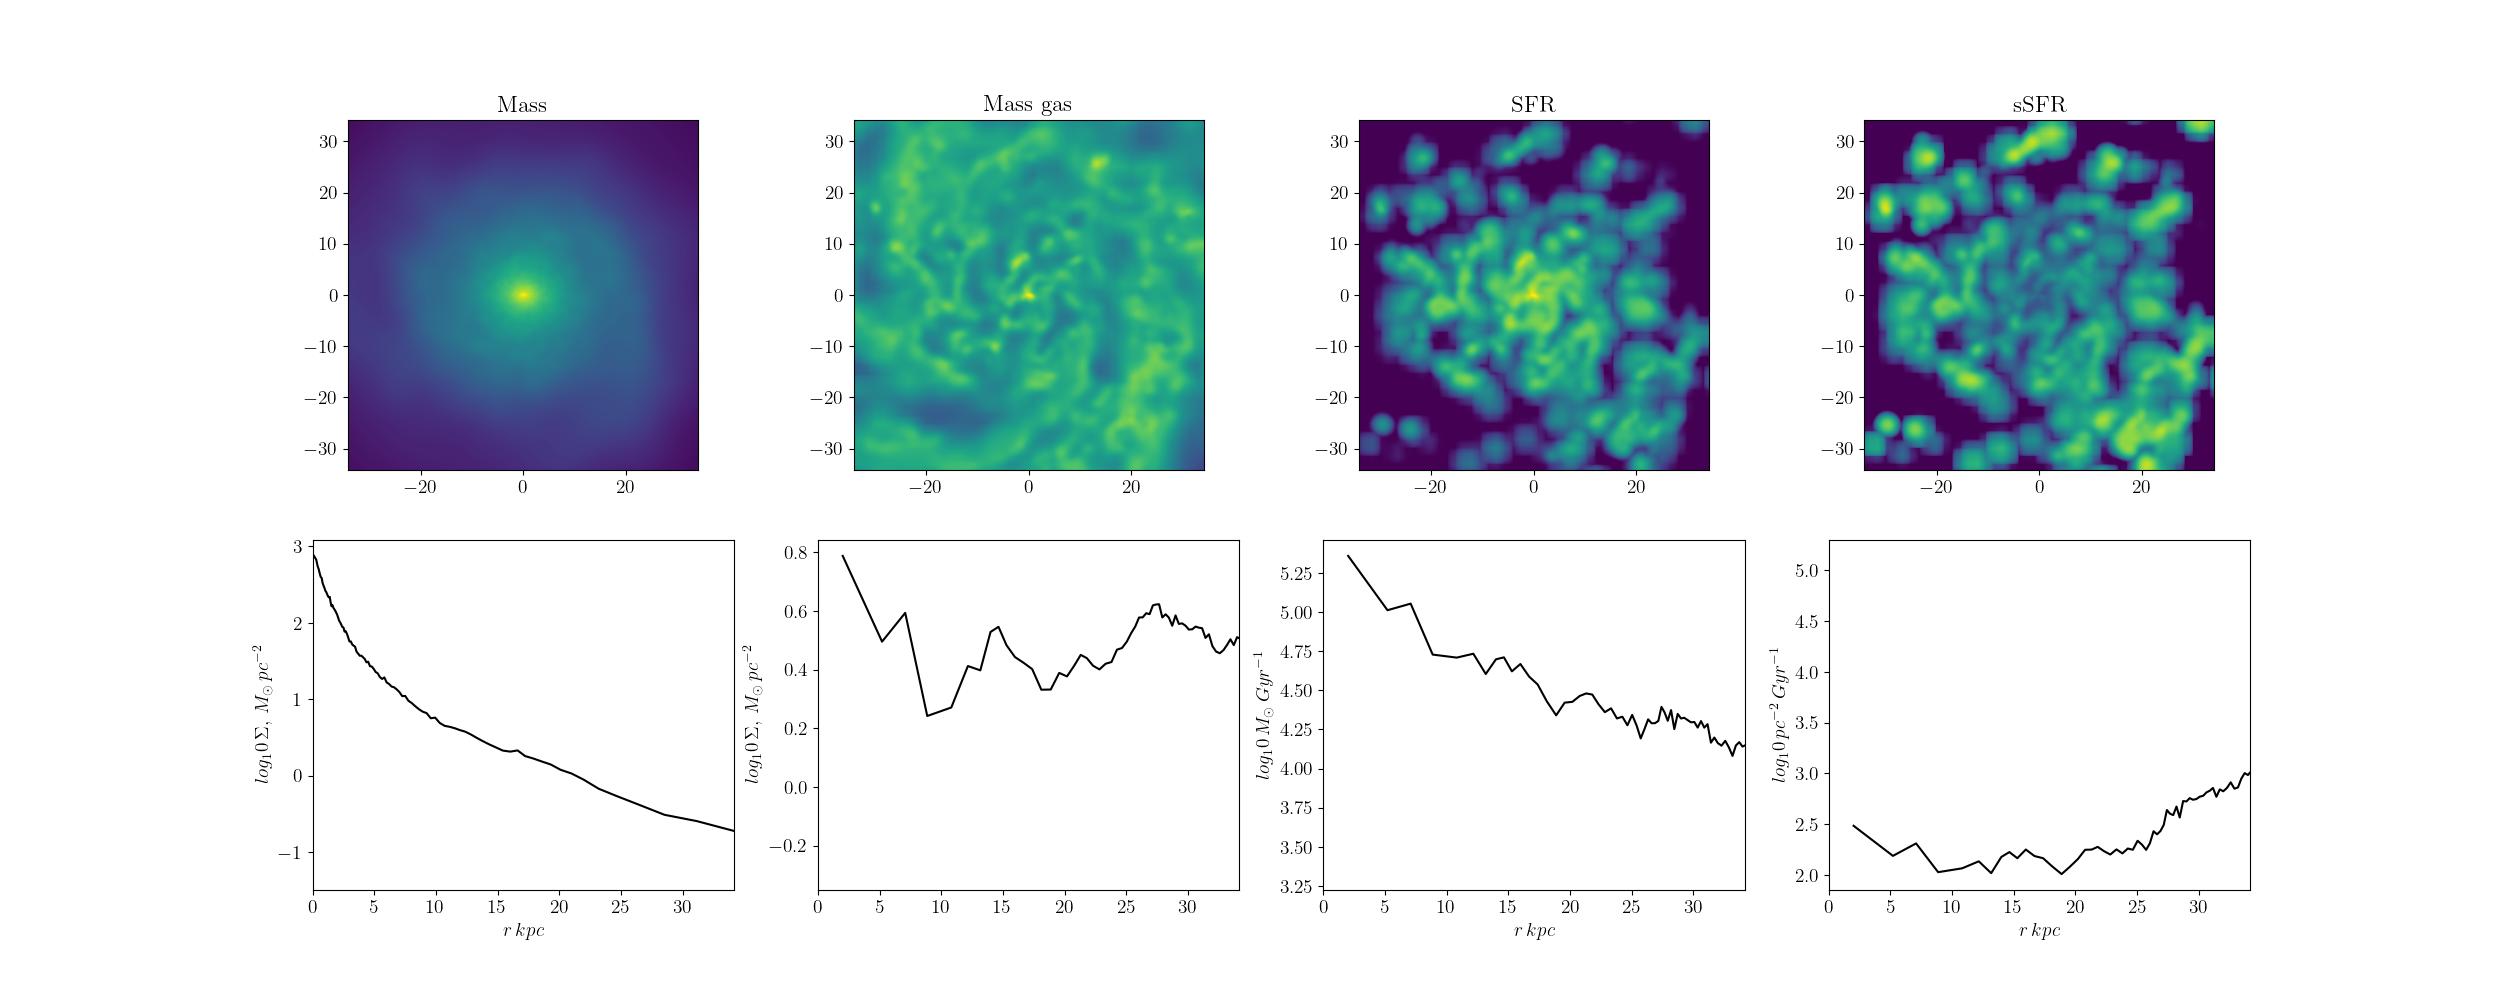 Mass
Mass gas
SFR
sSFR
30 20 10 0 −10 −20 −30
−20 0 20
30 20 10 0 −10 −20 −30
−20 0 20
30 20 10 0 −10 −20 −30
−20 0 20
30 20 10 0 −10 −20 −30
−20 0 20
log₁0 Σ, M⊙ pc⁻²
3 2 1 0 −1
0 5 10 15 20 25 30
r kpc
log₁0 Σ, M⊙ pc⁻²
0.8 0.6 0.4 0.2 0.0 −0.2
0 5 10 15 20 25 30
log₁0 M⊙ Gyr⁻¹
5.25 5.00 4.75 4.50 4.25 4.00 3.75 3.50 3.25
0 5 10 15 20 25 30
r kpc
log₁0 pc⁻² Gyr⁻¹
5.0 4.5 4.0 3.5 3.0 2.5 2.0
0 5 10 15 20 25 30
r kpc